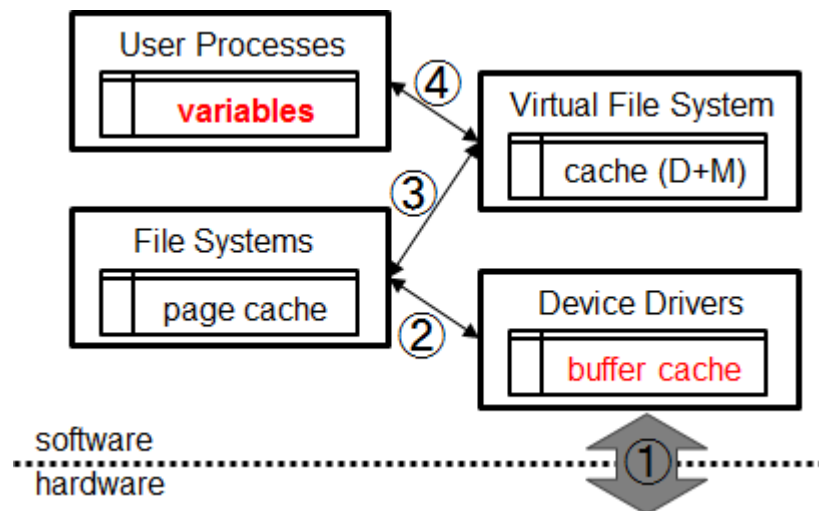 User Processes
variables
④
Virtual File System
cache (D+M)
③
File Systems
page cache
②
Device Drivers
buffer cache
software
①
hardware